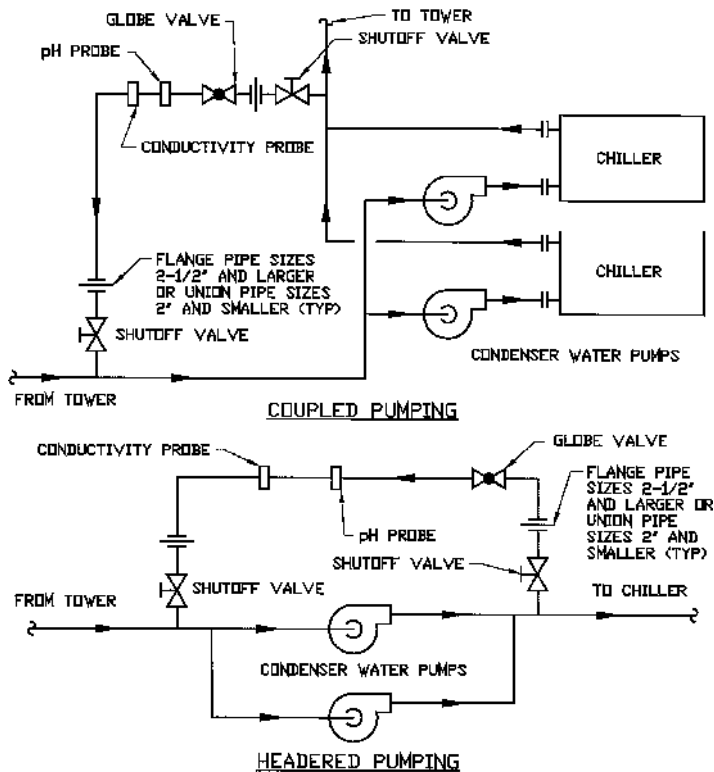 TO TOWER
GLOBE VALVE
SHUTOFF VALVE
pH PROBE
CONDUCTIVITY PROBE
CHILLER
FLANGE PIPE SIZES
2-1/2" AND LARGER
OR UNION PIPE SIZES
2" AND SMALLER (TYP)
CHILLER
SHUTOFF VALVE
CONDENSER WATER PUMPS
FROM TOWER
COUPLED PUMPING
CONDUCTIVITY PROBE
GLOBE VALVE
FLANGE PIPE
SIZES 2-1/2"
AND LARGER OR
UNION PIPE
SIZES 2" AND
SMALLER (TYP)
pH PROBE
SHUTOFF VALVE
SHUTOFF VALVE
FROM TOWER
TO CHILLER
CONDENSER WATER PUMPS
HEADERED PUMPING